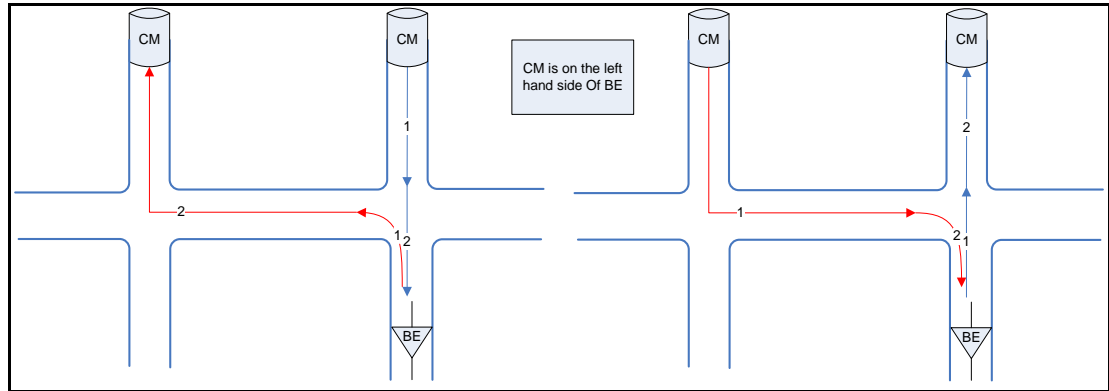 CM
CM
CM is on the left
hand side Of BE
CM
CM
1
2
2
1
2
1
2
1
BE
BE